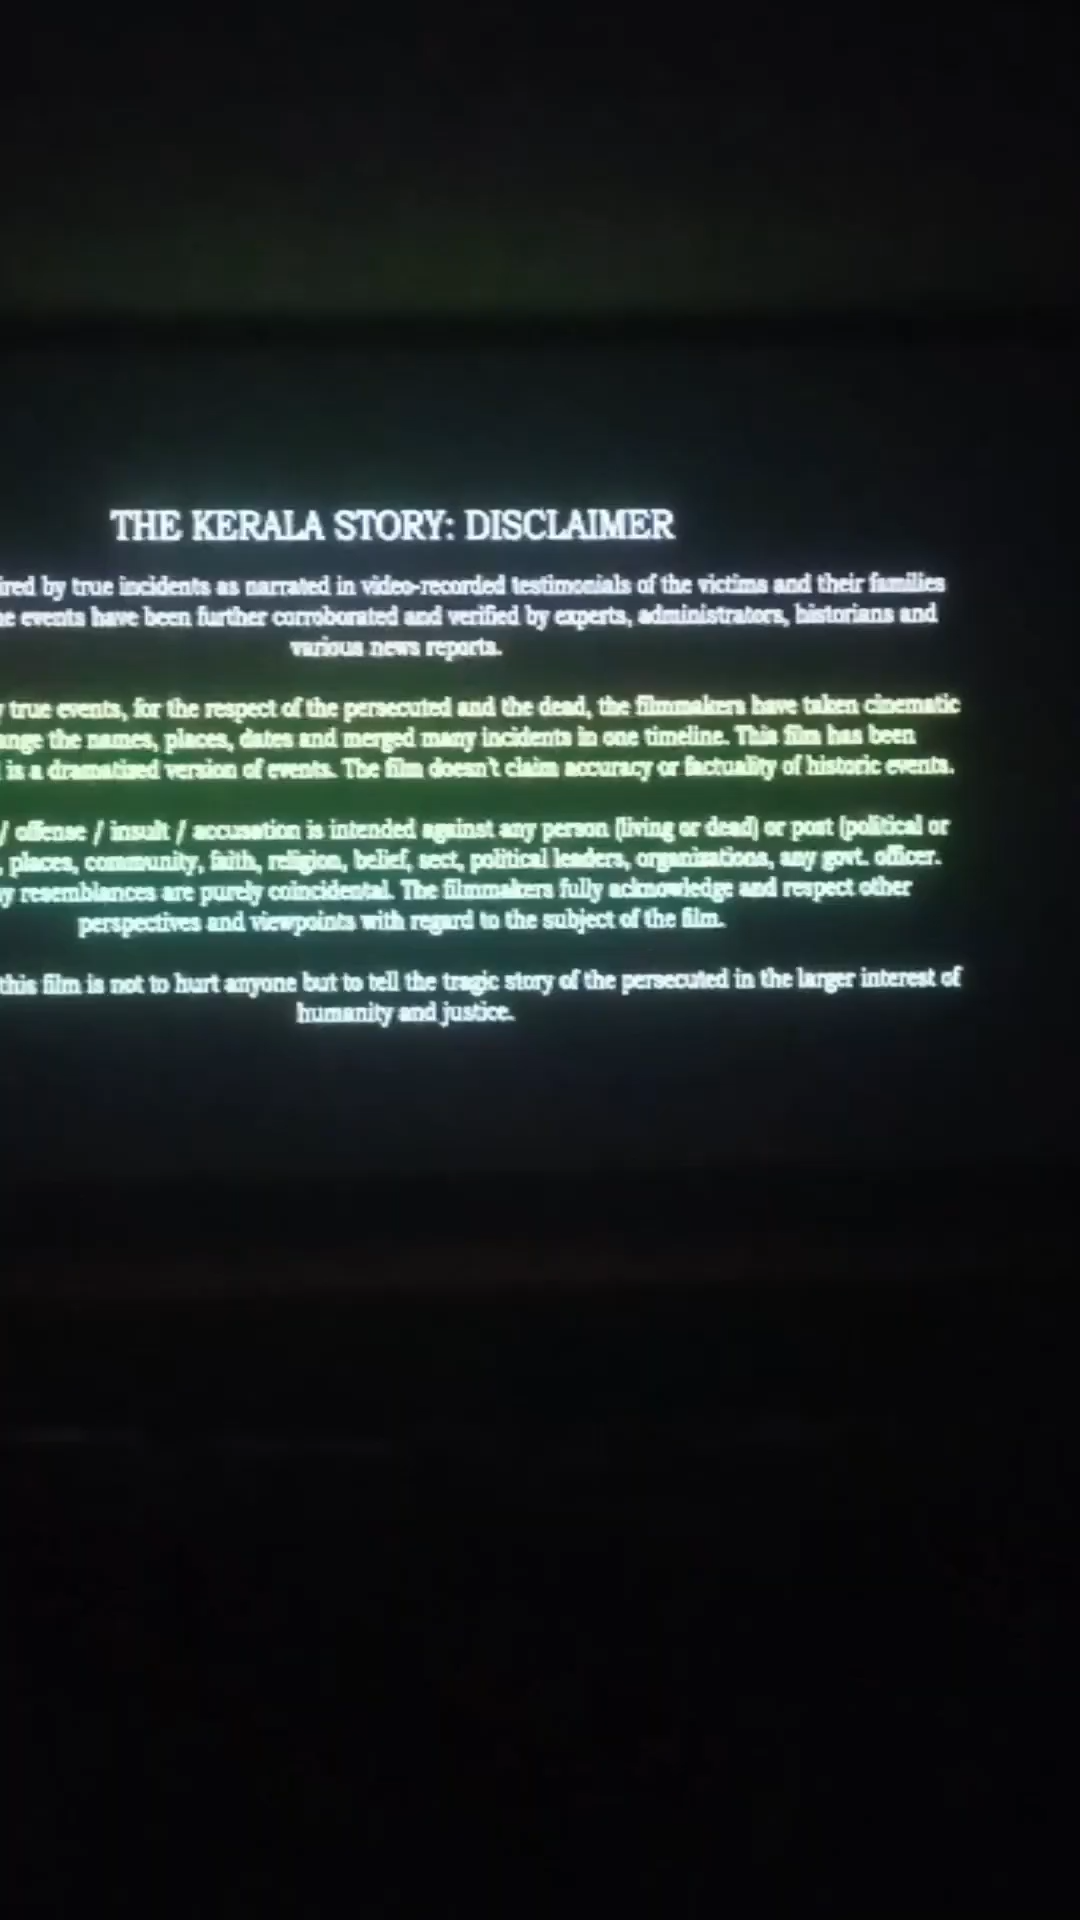 THE KERALA STORY: DISCLAIMER
ired by true incidents as narrated in video-recorded testimonials of the victims and their families
e events have been further corroborated and verified by experts, administrators, historians and
various news reports.
y true events, for the respect of the persecuted and the dead, the filmmakers have taken cinematic
ange the names, places, dates and merged many incidents in one timeline. This film has been
is a dramatised version of events. The film doesn't claim accuracy or factuality of historic events.
/ offense / insult / accusation is intended against any person (living or dead) or post (political or
, places, community, faith, religion, belief, sect, political leaders, organizations, any govt. officer.
y resemblances are purely coincidental. The filmmakers fully acknowledge and respect other
perspectives and viewpoints with regard to the subject of the film.
this film is not to hurt anyone but to tell the tragic story of the persecuted in the larger interest of
humanity and justice.